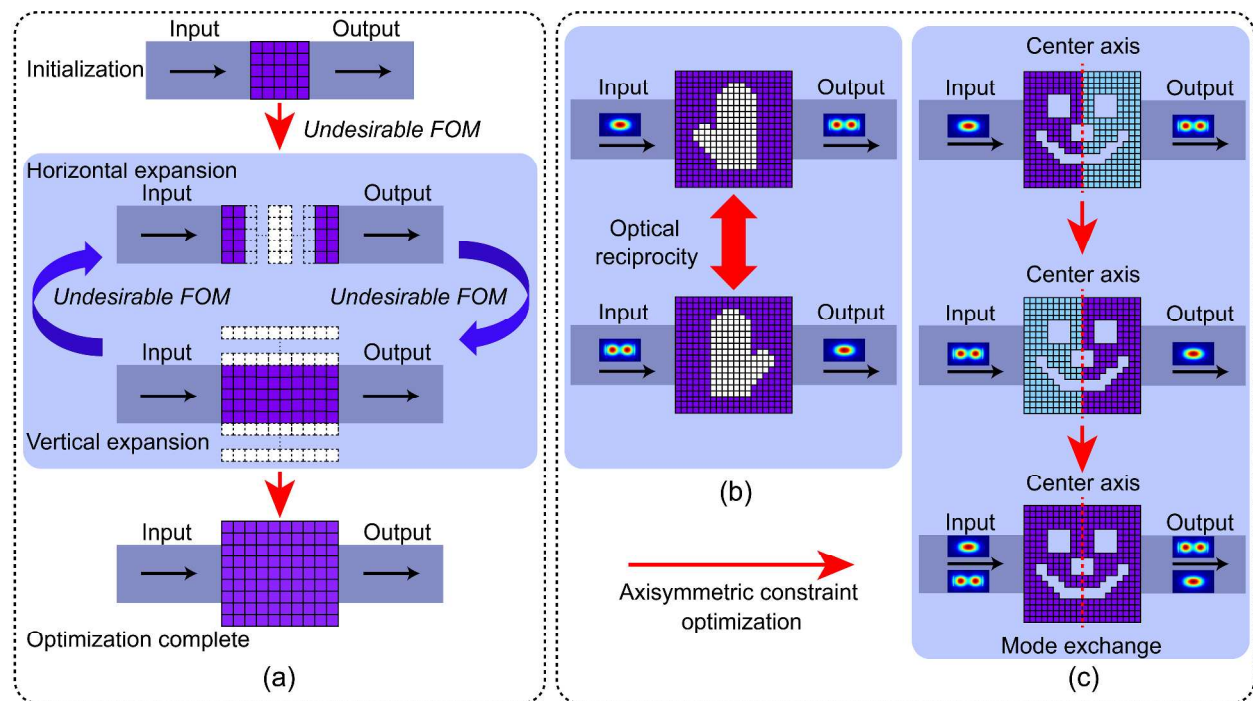 Input Output
Initialization
Undesirable FOM
Horizontal expansion
Input Output
Undesirable FOM Undesirable FOM
Input Output
Vertical expansion
Input Output
Optimization complete
(a)
Input Output
Optical
reciprocity
Input Output
(b)
Axisymmetric constraint
optimization
Center axis
Input Output
Center axis
Input Output
Center axis
Input Output
Mode exchange
(c)